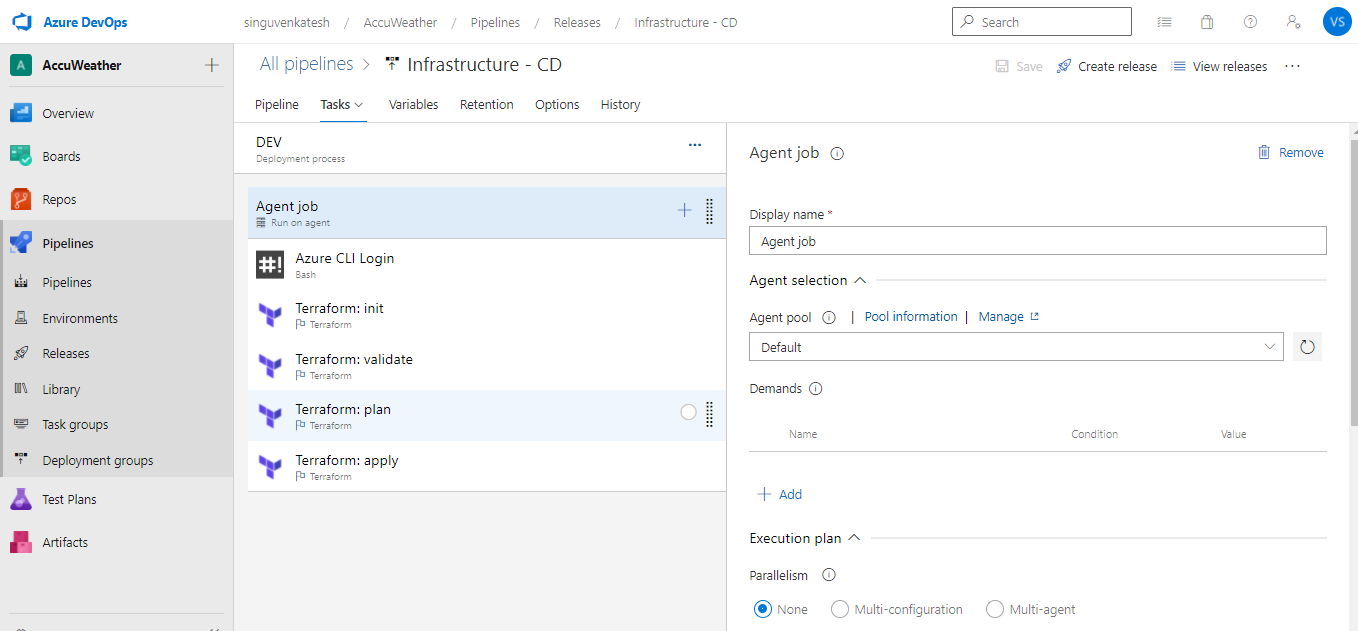 Azure DevOps
singuvenkatesh / AccuWeather / Pipelines / Releases / Infrastructure - CD
Search
VS
A AccuWeather
Overview
Boards
Repos
Pipelines
Pipelines
Environments
Releases
Library
Task groups
Deployment groups
Test Plans
Artifacts
All pipelines > Infrastructure - CD
Save Create release View releases ...
Pipeline Tasks Variables Retention Options History
DEV
Deployment process
Agent job
Run on agent
Azure CLI Login
Bash
Terraform: init
Terraform
Terraform: validate
Terraform
Terraform: plan
Terraform
Terraform: apply
Terraform
Agent job
Remove
Display name *
Agent job
Agent selection
Agent pool | Pool information | Manage
Default
Demands
Name Condition Value
Add
Execution plan
Parallelism
None Multi-configuration Multi-agent